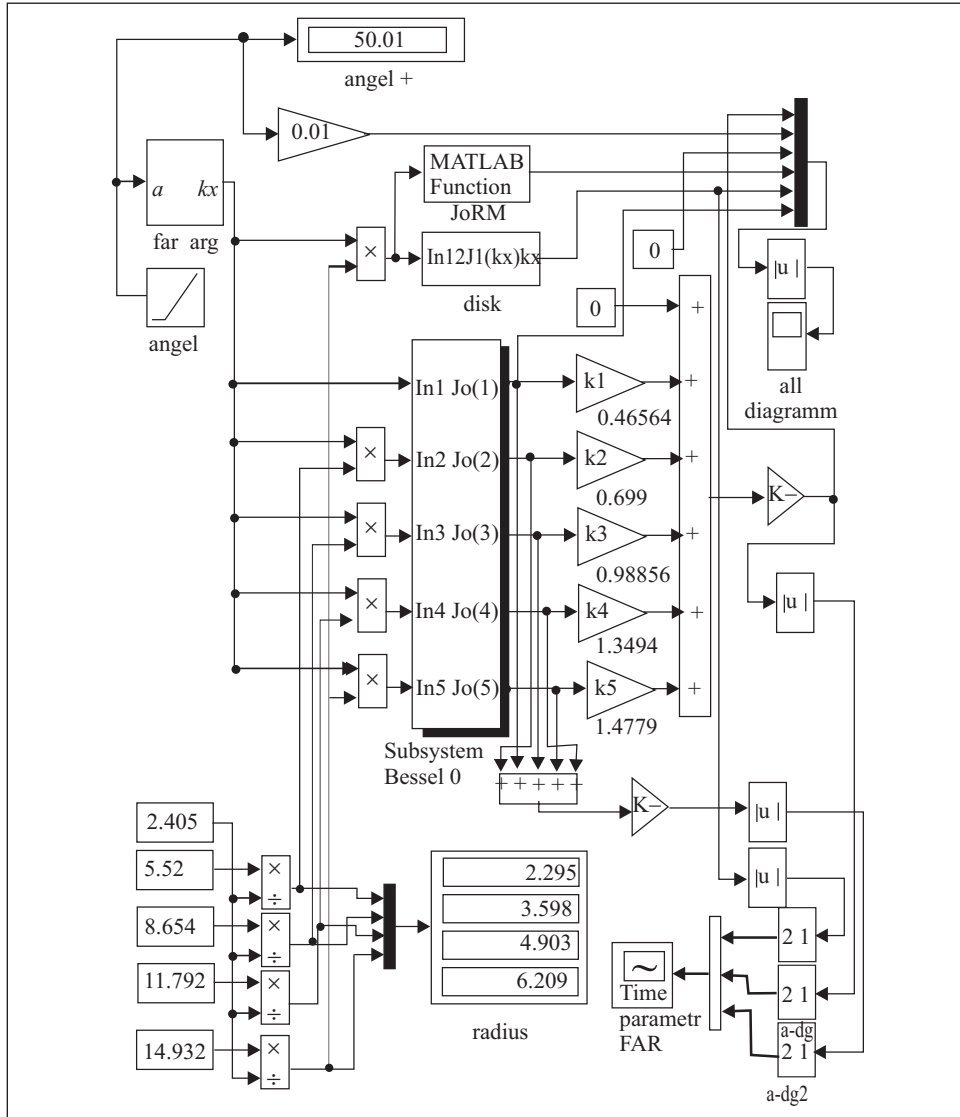 50.01
angel +
0.01
a kx
far arg
angel
MATLAB
Function
JoRM
×
In12J1(kx)kx
disk
0
0
|u|
all
diagramm
In1 Jo(1)
In2 Jo(2)
In3 Jo(3)
In4 Jo(4)
In5 Jo(5)
Subsystem
Bessel 0
×
×
×
×
k1
0.46564
k2
0.699
k3
0.98856
k4
1.3494
k5
1.4779
+
+
+
+
+
+
K−
|u|
+ + + + +
K−
|u|
|u|
2.405
5.52
8.654
11.792
14.932
×
÷
×
÷
×
÷
×
÷
2.295
3.598
4.903
6.209
radius
~
Time
parametr
FAR
2 1
2 1
a-dg
2 1
a-dg2